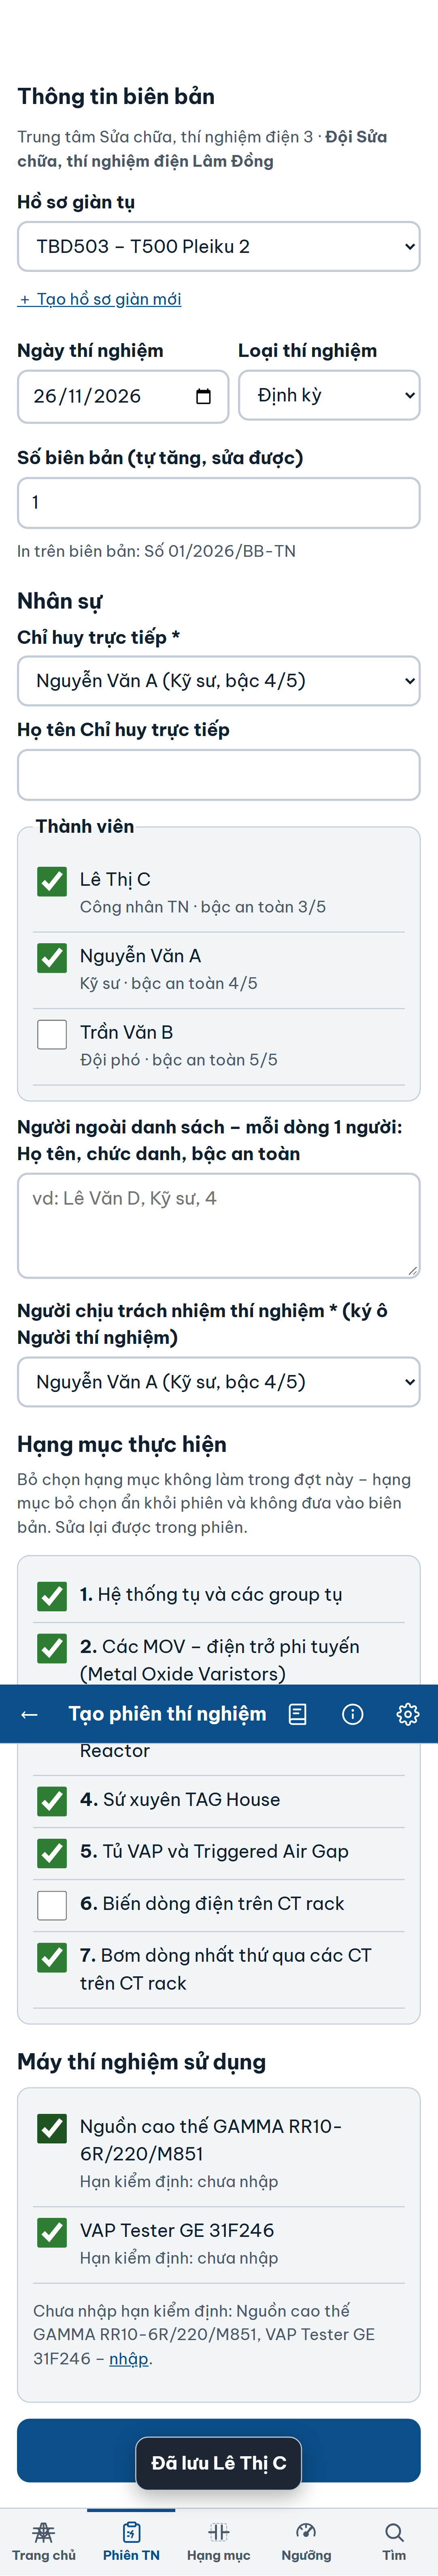 Thông tin biên bản
Trung tâm Sửa chữa, thí nghiệm điện 3 · Đội Sửa
chữa, thí nghiệm điện Lâm Đồng
Hồ sơ giàn tụ
TBD503 – T500 Pleiku 2
+ Tạo hồ sơ giàn mới
Ngày thí nghiệm
Loại thí nghiệm
26/11/2026
Định kỳ
Số biên bản (tự tăng, sửa được)
1
In trên biên bản: Số 01/2026/BB-TN
Nhân sự
Chỉ huy trực tiếp *
Nguyễn Văn A (Kỹ sư, bậc 4/5)
Họ tên Chỉ huy trực tiếp
Thành viên
Lê Thị C
Công nhân TN · bậc an toàn 3/5
Nguyễn Văn A
Kỹ sư · bậc an toàn 4/5
Trần Văn B
Đội phó · bậc an toàn 5/5
Người ngoài danh sách – mỗi dòng 1 người:
Họ tên, chức danh, bậc an toàn
vd: Lê Văn D, Kỹ sư, 4
Người chịu trách nhiệm thí nghiệm * (ký ô
Người thí nghiệm)
Nguyễn Văn A (Kỹ sư, bậc 4/5)
Hạng mục thực hiện
Bỏ chọn hạng mục không làm trong đợt này – hạng
mục bỏ chọn ẩn khỏi phiên và không đưa vào biên
bản. Sửa lại được trong phiên.
1. Hệ thống tụ và các group tụ
2. Các MOV – điện trở phi tuyến
(Metal Oxide Varistors)
← Tạo phiên thí nghiệm
Reactor
4. Sứ xuyên TAG House
5. Tủ VAP và Triggered Air Gap
6. Biến dòng điện trên CT rack
7. Bơm dòng nhất thứ qua các CT
trên CT rack
Máy thí nghiệm sử dụng
Nguồn cao thế GAMMA RR10-
6R/220/M851
Hạn kiểm định: chưa nhập
VAP Tester GE 31F246
Hạn kiểm định: chưa nhập
Chưa nhập hạn kiểm định: Nguồn cao thế
GAMMA RR10-6R/220/M851, VAP Tester GE
31F246 – nhập.
Đã lưu Lê Thị C
Trang chủ
Phiên TN
Hạng mục
Ngưỡng
Tìm